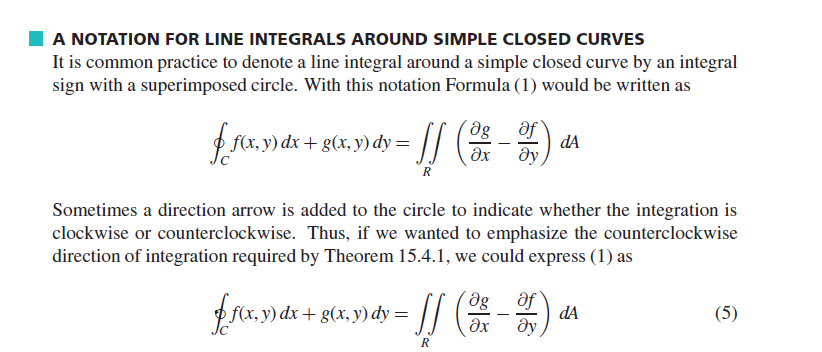 A NOTATION FOR LINE INTEGRALS AROUND SIMPLE CLOSED CURVES
It is common practice to denote a line integral around a simple closed curve by an integral
sign with a superimposed circle. With this notation Formula (1) would be written as
∮_C f(x, y) dx + g(x, y) dy = ∬_R (∂g/∂x − ∂f/∂y) dA
Sometimes a direction arrow is added to the circle to indicate whether the integration is
clockwise or counterclockwise. Thus, if we wanted to emphasize the counterclockwise
direction of integration required by Theorem 15.4.1, we could express (1) as
∳_C f(x, y) dx + g(x, y) dy = ∬_R (∂g/∂x − ∂f/∂y) dA (5)